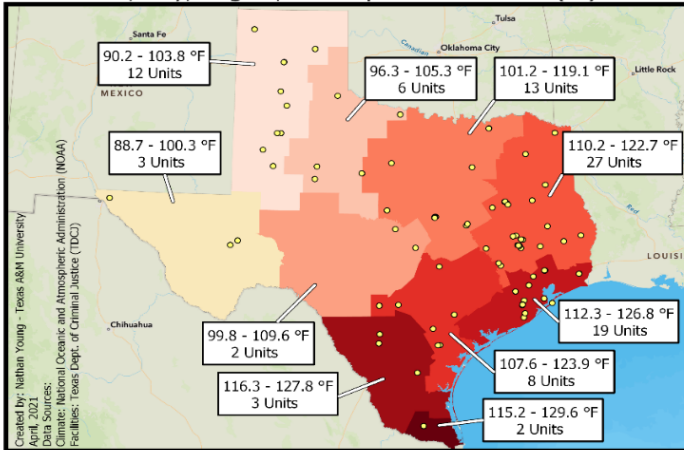 Tulsa
Santa Fe
Canadian
Oklahoma City
90.2 - 103.8 °F
12 Units
96.3 - 105.3 °F
6 Units
101.2 - 119.1 °F
13 Units
Little Rock
MEXICO
88.7 - 100.3 °F
3 Units
110.2 - 122.7 °F
27 Units
Red
LOUISI
Chihuahua
99.8 - 109.6 °F
2 Units
112.3 - 126.8 °F
19 Units
116.3 - 127.8 °F
3 Units
107.6 - 123.9 °F
8 Units
115.2 - 129.6 °F
2 Units
Created by: Nathan Young - Texas A&M University
April, 2021
Data Sources:
Climate: National Oceanic and Atmospheric Administration (NOAA)
Facilities: Texas Dept. of Criminal Justice (TDCJ)